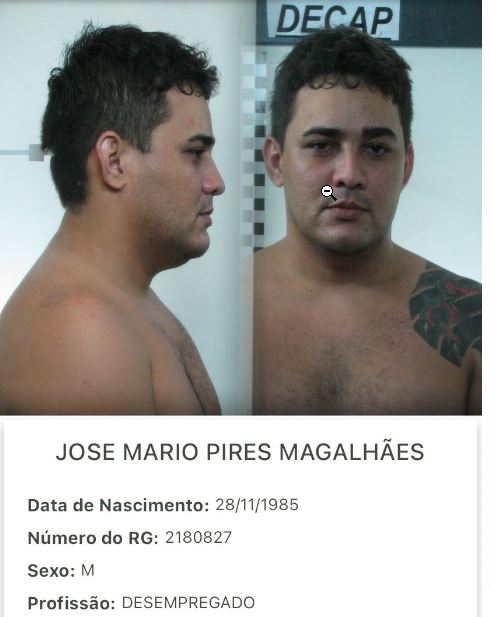 DECAP
JOSE MARIO PIRES MAGALHÃES
Data de Nascimento: 28/11/1985
Número do RG: 2180827
Sexo: M
Profissão: DESEMPREGADO